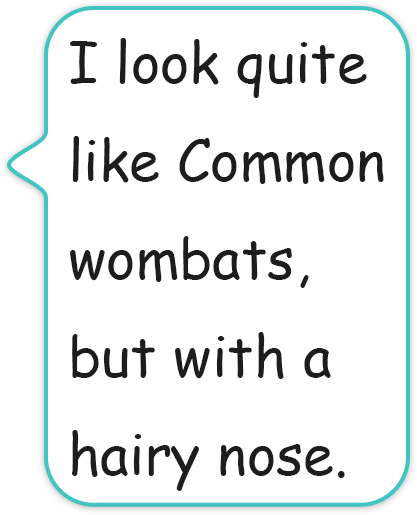 I look quite
like Common
wombats,
but with a
hairy nose.